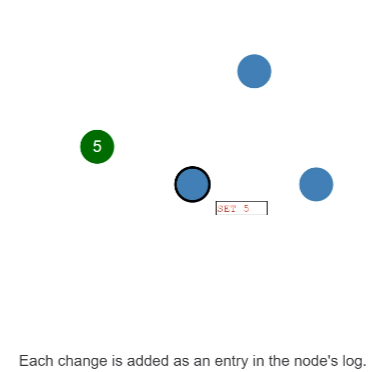 5
SET 5
Each change is added as an entry in the node's log.